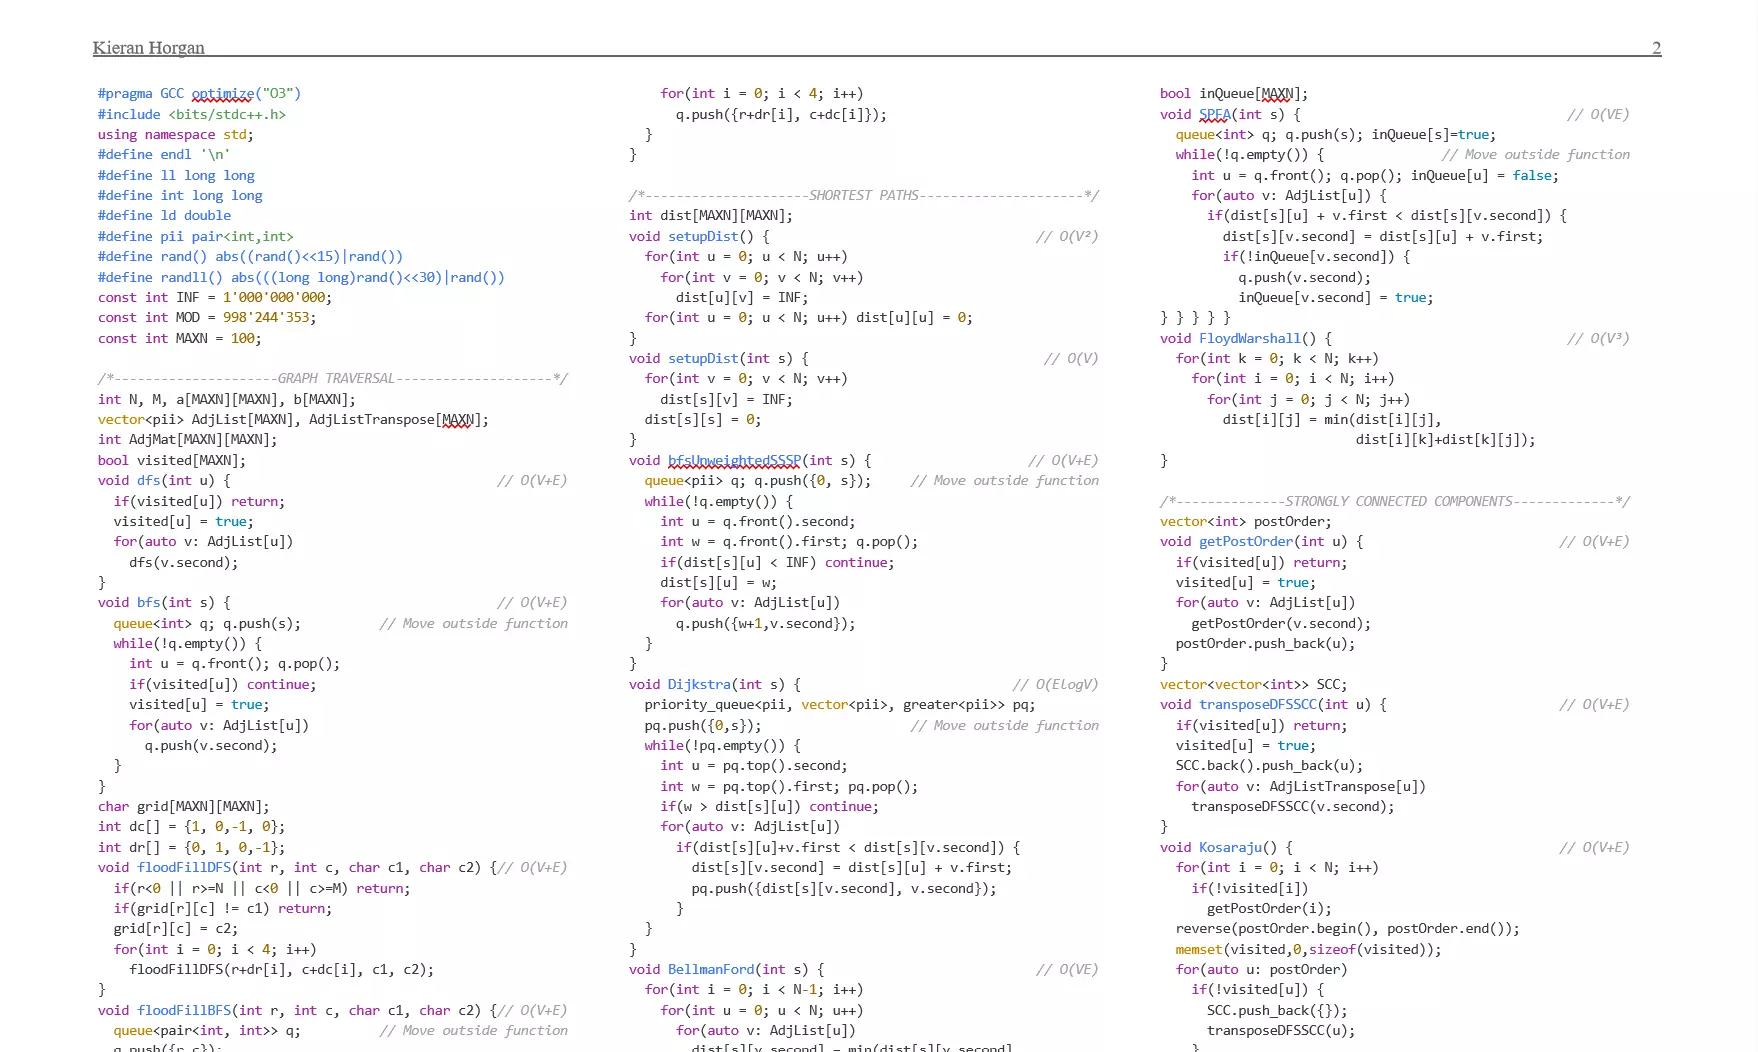 Kieran Horgan 2
#pragma GCC optimize("O3")
#include <bits/stdc++.h>
using namespace std;
#define endl '\n'
#define ll long long
#define int long long
#define ld double
#define pii pair<int,int>
#define rand() abs((rand()<<15)|rand())
#define randll() abs(((long long)rand()<<30)|rand())
const int INF = 1'000'000'000;
const int MOD = 998'244'353;
const int MAXN = 100;
/*---------------------GRAPH TRAVERSAL--------------------*/
int N, M, a[MAXN][MAXN], b[MAXN];
vector<pii> AdjList[MAXN], AdjListTranspose[MAXN];
int AdjMat[MAXN][MAXN];
bool visited[MAXN];
void dfs(int u) { // O(V+E)
if(visited[u]) return;
visited[u] = true;
for(auto v: AdjList[u])
dfs(v.second);
}
void bfs(int s) { // O(V+E)
queue<int> q; q.push(s); // Move outside function
while(!q.empty()) {
int u = q.front(); q.pop();
if(visited[u]) continue;
visited[u] = true;
for(auto v: AdjList[u])
q.push(v.second);
}
}
char grid[MAXN][MAXN];
int dc[] = {1, 0,-1, 0};
int dr[] = {0, 1, 0,-1};
void floodFillDFS(int r, int c, char c1, char c2) {// O(V+E)
if(r<0 || r>=N || c<0 || c>=M) return;
if(grid[r][c] != c1) return;
grid[r][c] = c2;
for(int i = 0; i < 4; i++)
floodFillDFS(r+dr[i], c+dc[i], c1, c2);
}
void floodFillBFS(int r, int c, char c1, char c2) {// O(V+E)
queue<pair<int, int>> q; // Move outside function
q.push({r,c});
for(int i = 0; i < 4; i++)
q.push({r+dr[i], c+dc[i]});
}
}
/*---------------------SHORTEST PATHS---------------------*/
int dist[MAXN][MAXN];
void setupDist() { // O(V²)
for(int u = 0; u < N; u++)
for(int v = 0; v < N; v++)
dist[u][v] = INF;
for(int u = 0; u < N; u++) dist[u][u] = 0;
}
void setupDist(int s) { // O(V)
for(int v = 0; v < N; v++)
dist[s][v] = INF;
dist[s][s] = 0;
}
void bfsUnweightedSSSP(int s) { // O(V+E)
queue<pii> q; q.push({0, s}); // Move outside function
while(!q.empty()) {
int u = q.front().second;
int w = q.front().first; q.pop();
if(dist[s][u] < INF) continue;
dist[s][u] = w;
for(auto v: AdjList[u])
q.push({w+1,v.second});
}
}
void Dijkstra(int s) { // O(ElogV)
priority_queue<pii, vector<pii>, greater<pii>> pq;
pq.push({0,s}); // Move outside function
while(!pq.empty()) {
int u = pq.top().second;
int w = pq.top().first; pq.pop();
if(w > dist[s][u]) continue;
for(auto v: AdjList[u])
if(dist[s][u]+v.first < dist[s][v.second]) {
dist[s][v.second] = dist[s][u] + v.first;
pq.push({dist[s][v.second], v.second});
}
}
}
void BellmanFord(int s) { // O(VE)
for(int i = 0; i < N-1; i++)
for(int u = 0; u < N; u++)
for(auto v: AdjList[u])
dist[s][v.second] = min(dist[s][v.second],
bool inQueue[MAXN];
void SPFA(int s) { // O(VE)
queue<int> q; q.push(s); inQueue[s]=true;
while(!q.empty()) { // Move outside function
int u = q.front(); q.pop(); inQueue[u] = false;
for(auto v: AdjList[u]) {
if(dist[s][u] + v.first < dist[s][v.second]) {
dist[s][v.second] = dist[s][u] + v.first;
if(!inQueue[v.second]) {
q.push(v.second);
inQueue[v.second] = true;
} } } } }
void FloydWarshall() { // O(V³)
for(int k = 0; k < N; k++)
for(int i = 0; i < N; i++)
for(int j = 0; j < N; j++)
dist[i][j] = min(dist[i][j],
dist[i][k]+dist[k][j]);
}
/*--------------STRONGLY CONNECTED COMPONENTS-------------*/
vector<int> postOrder;
void getPostOrder(int u) { // O(V+E)
if(visited[u]) return;
visited[u] = true;
for(auto v: AdjList[u])
getPostOrder(v.second);
postOrder.push_back(u);
}
vector<vector<int>> SCC;
void transposeDFSSCC(int u) { // O(V+E)
if(visited[u]) return;
visited[u] = true;
SCC.back().push_back(u);
for(auto v: AdjListTranspose[u])
transposeDFSSCC(v.second);
}
void Kosaraju() { // O(V+E)
for(int i = 0; i < N; i++)
if(!visited[i])
getPostOrder(i);
reverse(postOrder.begin(), postOrder.end());
memset(visited,0,sizeof(visited));
for(auto u: postOrder)
if(!visited[u]) {
SCC.push_back({});
transposeDFSSCC(u);
}